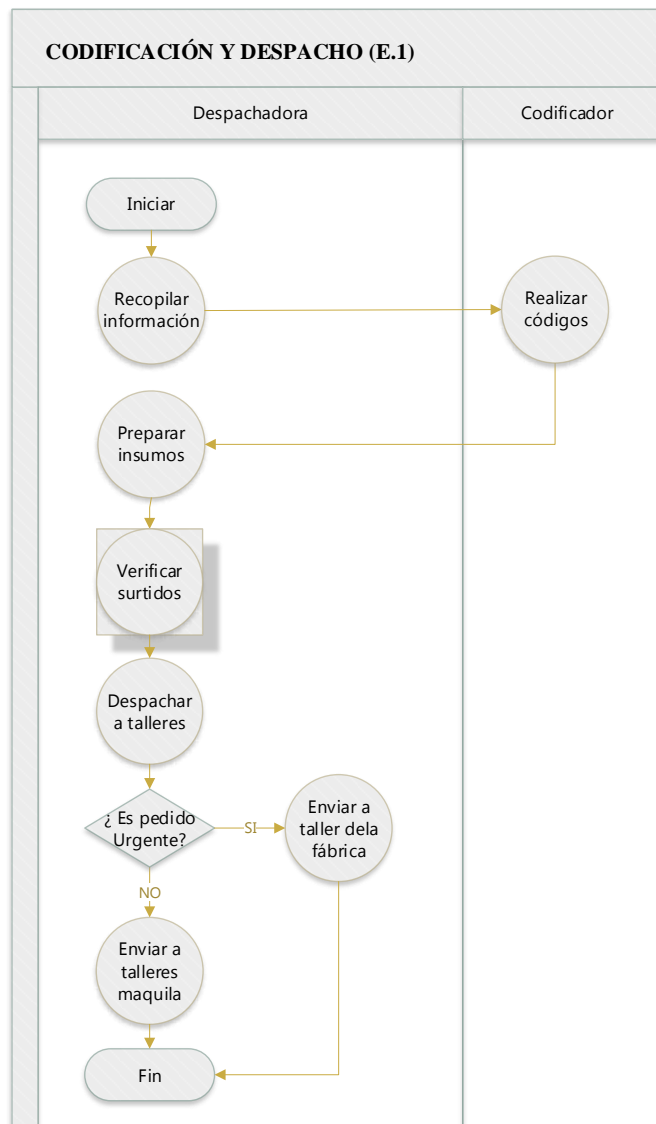 CODIFICACIÓN Y DESPACHO (E.1)
Despachadora
Codificador
Iniciar
Recopilar
información
Realizar
códigos
Preparar
insumos
Verificar
surtidos
Despachar
a talleres
¿ Es pedido
Urgente?
SI
Enviar a
taller dela
fábrica
NO
Enviar a
talleres
maquila
Fin